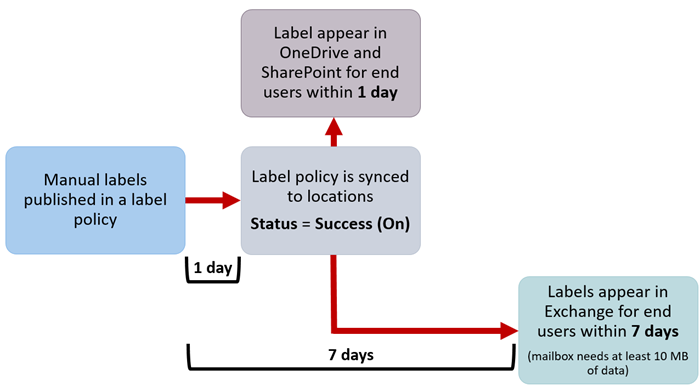 Label appear in
OneDrive and
SharePoint for end
users within 1 day
Manual labels
published in a label
policy
Label policy is synced
to locations
Status = Success (On)
1 day
7 days
Labels appear in
Exchange for end
users within 7 days
(mailbox needs at least 10 MB
of data)